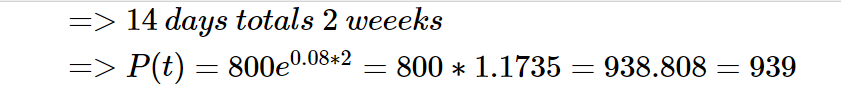 => 14 days totals 2 weeeks
=> P(t) = 800e^{0.08*2} = 800 * 1.1735 = 938.808 = 939